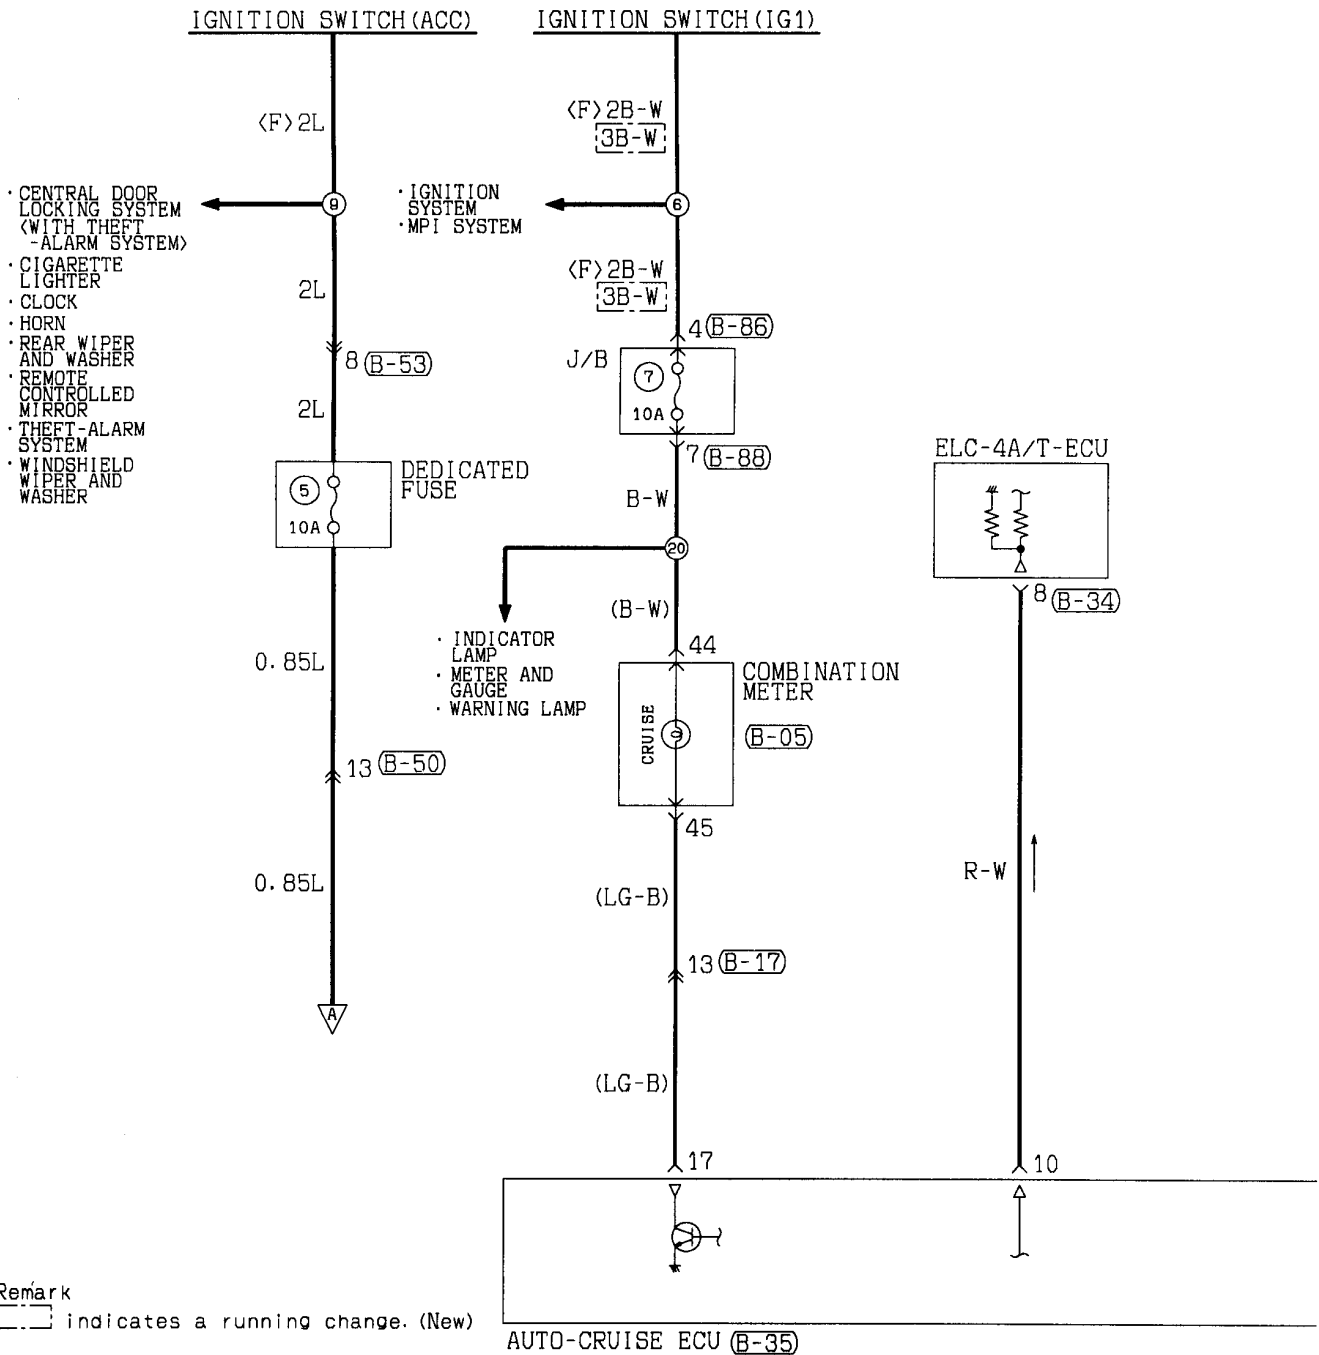 IGNITION SWITCH(ACC)
IGNITION SWITCH(IG1)
<F>2L
<F>2B-W
3B-W
9
6
· CENTRAL DOOR
LOCKING SYSTEM
<WITH THEFT
-ALARM SYSTEM>
· CIGARETTE
LIGHTER
· CLOCK
· HORN
· REAR WIPER
AND WASHER
· REMOTE
CONTROLLED
MIRROR
· THEFT-ALARM
SYSTEM
· WINDSHIELD
WIPER AND
WASHER
· IGNITION
SYSTEM
· MPI SYSTEM
2L
<F>2B-W
3B-W
4 B-86
8 B-53
J/B
7
10A
2L
7 B-88
DEDICATED
FUSE
5
10A
B-W
20
ELC-4A/T-ECU
8 B-34
(B-W)
· INDICATOR
LAMP
· METER AND
GAUGE
· WARNING LAMP
44
COMBINATION
METER
CRUISE
B-05
0.85L
13 B-50
45
0.85L
(LG-B)
R-W
13 B-17
A
(LG-B)
17
10
Remark
indicates a running change. (New)
AUTO-CRUISE ECU B-35